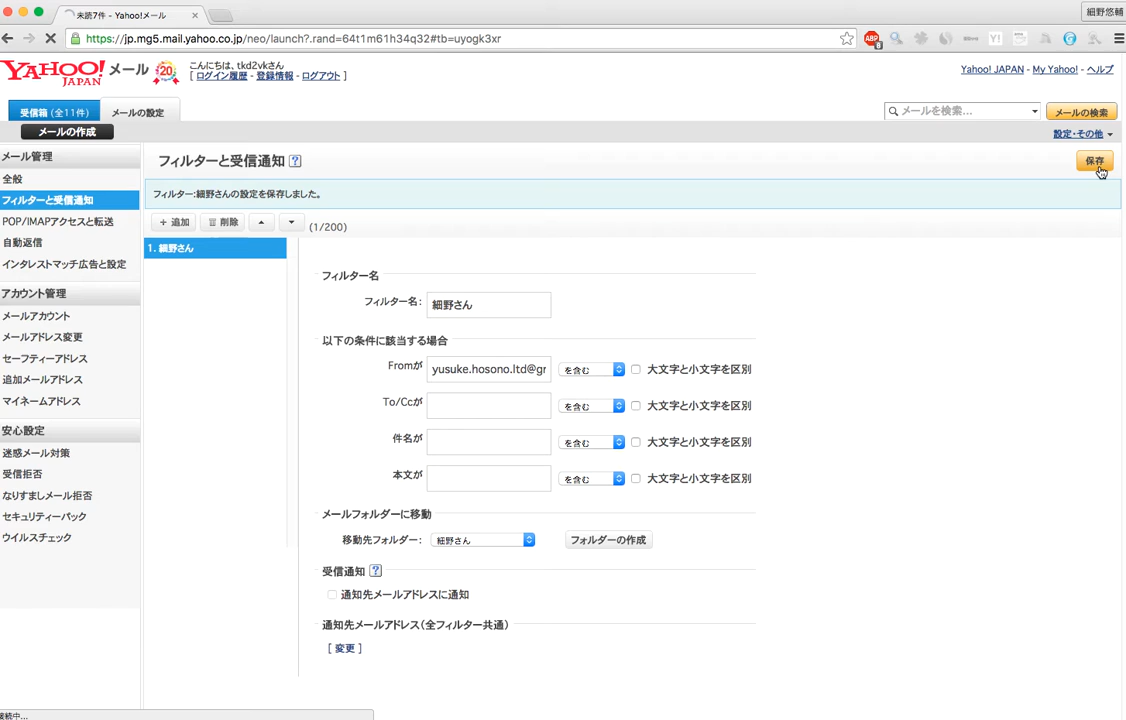 未読7件 - Yahoo!メール
細野悠輔
https://jp.mg5.mail.yahoo.co.jp/neo/launch?.rand=64t1m61h34q32#tb=uyogk3xr
ABP
8
YAHOO! メール 20
JAPAN
こんにちは、tkd2vkさん
[ ログイン履歴 - 登録情報 - ログアウト ]
Yahoo! JAPAN - My Yahoo! - ヘルプ
受信箱 (全11件)
メールの設定
メールを検索...
メールの検索
メールの作成
設定・その他
メール管理
全般
フィルターと受信通知
POP/IMAPアクセスと転送
自動返信
インタレストマッチ広告と設定
アカウント管理
メールアカウント
メールアドレス変更
セーフティーアドレス
追加メールアドレス
マイネームアドレス
安心設定
迷惑メール対策
受信拒否
なりすましメール拒否
セキュリティーパック
ウイルスチェック
フィルターと受信通知 ?
保存
フィルター:細野さんの設定を保存しました。
+ 追加 削除 (1/200)
1. 細野さん
フィルター名
フィルター名: 細野さん
以下の条件に該当する場合
Fromが yusuke.hosono.ltd@gr を含む 大文字と小文字を区別
To/Ccが を含む 大文字と小文字を区別
件名が を含む 大文字と小文字を区別
本文が を含む 大文字と小文字を区別
メールフォルダーに移動
移動先フォルダー: 細野さん フォルダーの作成
受信通知 ?
通知先メールアドレスに通知
通知先メールアドレス(全フィルター共通)
[ 変更 ]
接続中...